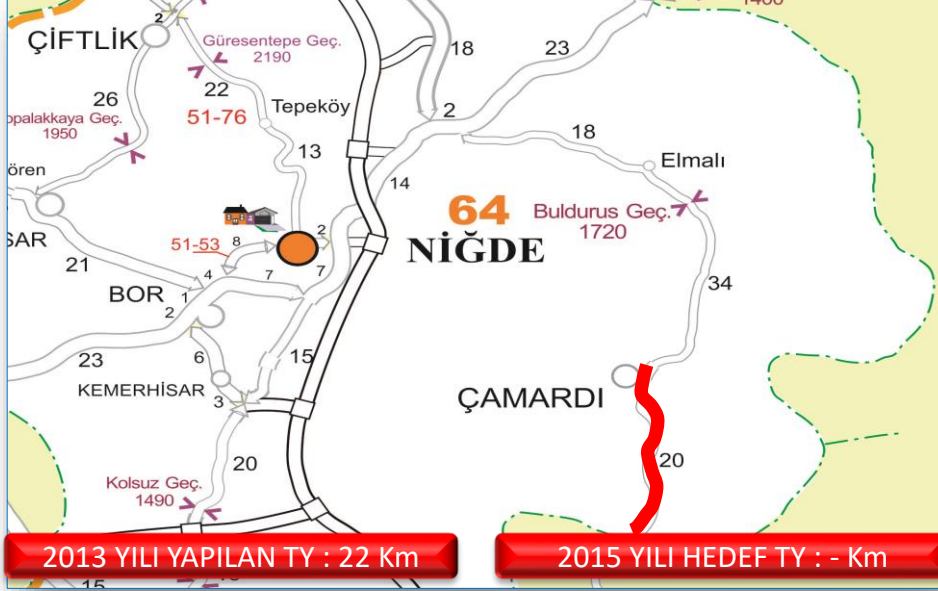 1400
2
ÇİFTLİK
Güresentepe Geç.
2190
18
23
22
26
51-76
Tepeköy
2
opalakkaya Geç.
1950
18
13
Elmalı
ören
14
64
NİĞDE
Buldurus Geç.
1720
SAR
51-53
8
2
21
4
7
7
34
BOR
1
2
23
6
15
KEMERHİSAR
3
ÇAMARDI
20
20
Kolsuz Geç.
1490
2013 YILI YAPILAN TY : 22 Km
2015 YILI HEDEF TY : - Km
15